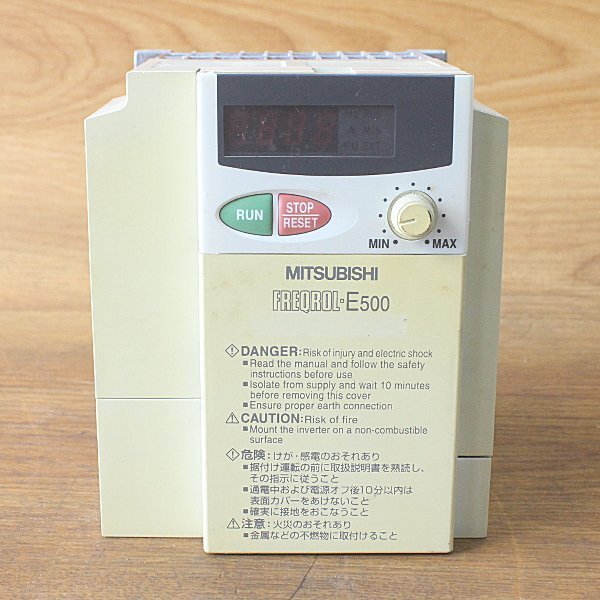 Hz RUN
A MON
PU EXT
RUN
STOP
RESET
MIN MAX
MITSUBISHI
FREQROL-E500
DANGER: Risk of injury and electric shock
■ Read the manual and follow the safety
instructions before use
■ Isolate from supply and wait 10 minutes
before removing this cover
■ Ensure proper earth connection
CAUTION: Risk of fire
■ Mount the inverter on a non-combustible
surface
危険：けが・感電のおそれあり
■ 据付け運転の前に取扱説明書を熟読し、
その指示に従うこと
■ 通電中および電源オフ後10分以内は
表面カバーをあけないこと
■ 確実に接地をおこなうこと
注意：火災のおそれあり
■ 金属などの不燃物に取付けること